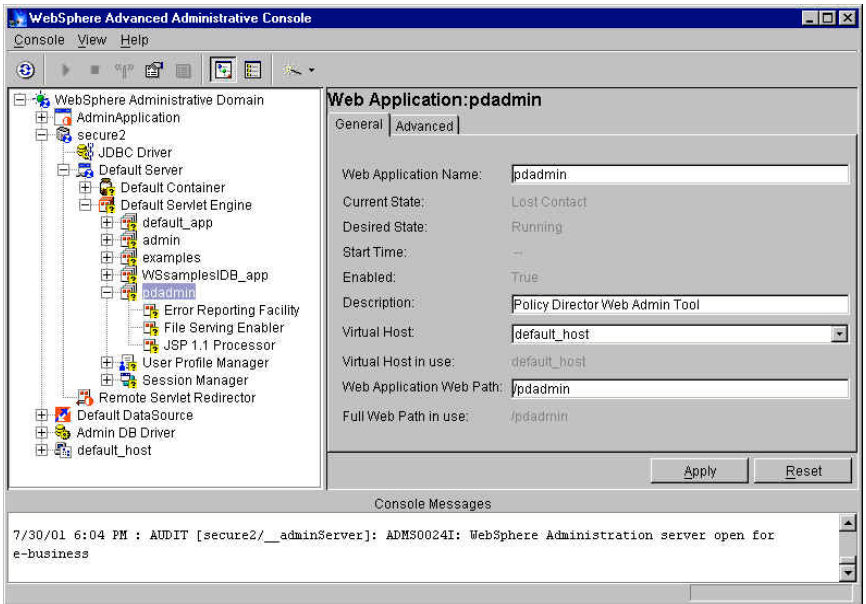 WebSphere Advanced Administrative Console
Console View Help
WebSphere Administrative Domain
AdminApplication
secure2
JDBC Driver
Default Server
Default Container
Default Servlet Engine
default_app
admin
examples
WSsamplesIDB_app
pdadmin
Error Reporting Facility
File Serving Enabler
JSP 1.1 Processor
User Profile Manager
Session Manager
Remote Servlet Redirector
Default DataSource
Admin DB Driver
default_host
Web Application:pdadmin
General Advanced
Web Application Name: pdadmin
Current State: Lost Contact
Desired State: Running
Start Time: --
Enabled: True
Description: Policy Director Web Admin Tool
Virtual Host: default_host
Virtual Host in use: default_host
Web Application Web Path: /pdadmin
Full Web Path in use: /pdadmin
Apply Reset
Console Messages
7/30/01 6:04 PM : AUDIT [secure2/__adminServer]: ADMS0024I: WebSphere Administration server open for
e-business